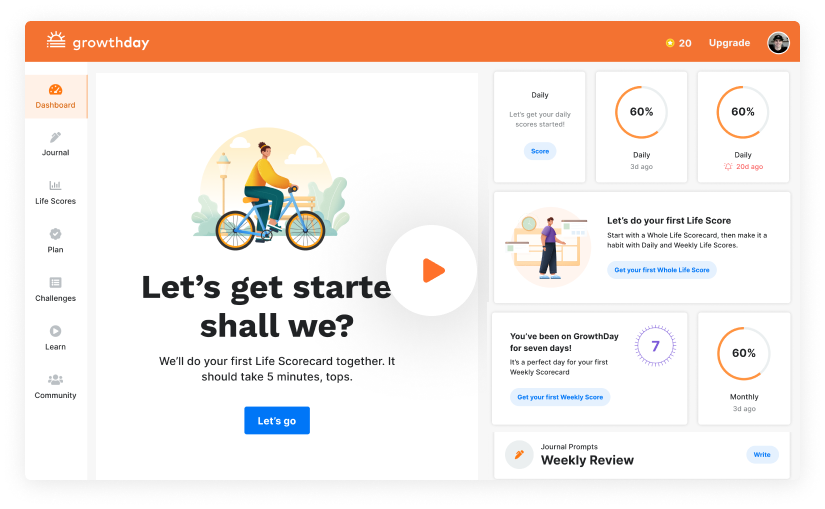 growthday
20
Upgrade
Dashboard
Journal
Life Scores
Plan
Challenges
Learn
Community
Let's get starte
shall we?
We'll do your first Life Scorecard together. It
should take 5 minutes, tops.
Let's go
Daily
Let's get your daily
scores started!
Score
60%
Daily
3d ago
60%
Daily
20d ago
Let's do your first Life Score
Start with a Whole Life Scorecard, then make it
a habit with Daily and Weekly Life Scores.
Get your first Whole Life Score
You've been on GrowthDay
for seven days!
It's a perfect day for your first
Weekly Scorecard
Get your first Weekly Score
7
60%
Monthly
3d ago
Journal Prompts
Weekly Review
Write